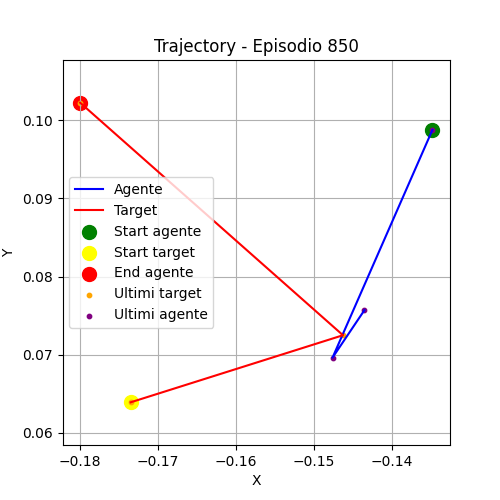 Trajectory - Episodio 850
Y
0.10
0.09
0.08
0.07
0.06
Agente
Target
Start agente
Start target
End agente
Ultimi target
Ultimi agente
−0.18 −0.17 −0.16 −0.15 −0.14
X